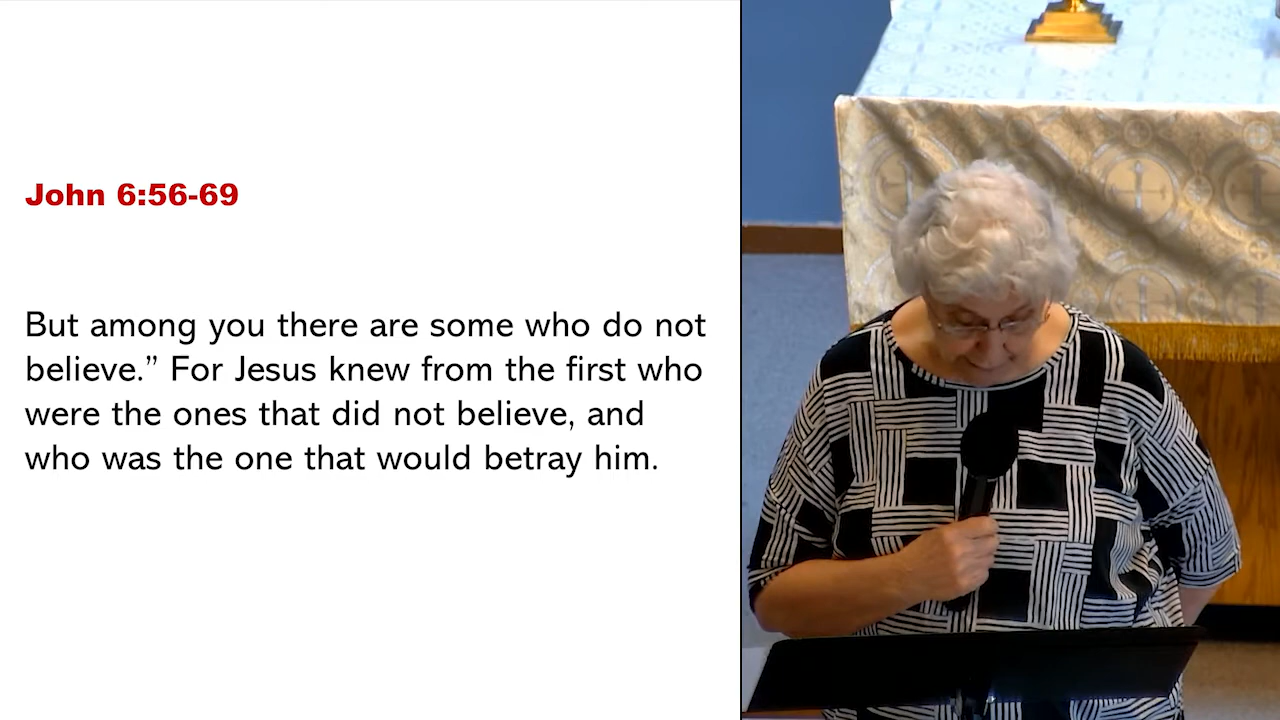 John 6:56-69
But among you there are some who do not
believe.” For Jesus knew from the first who
were the ones that did not believe, and
who was the one that would betray him.